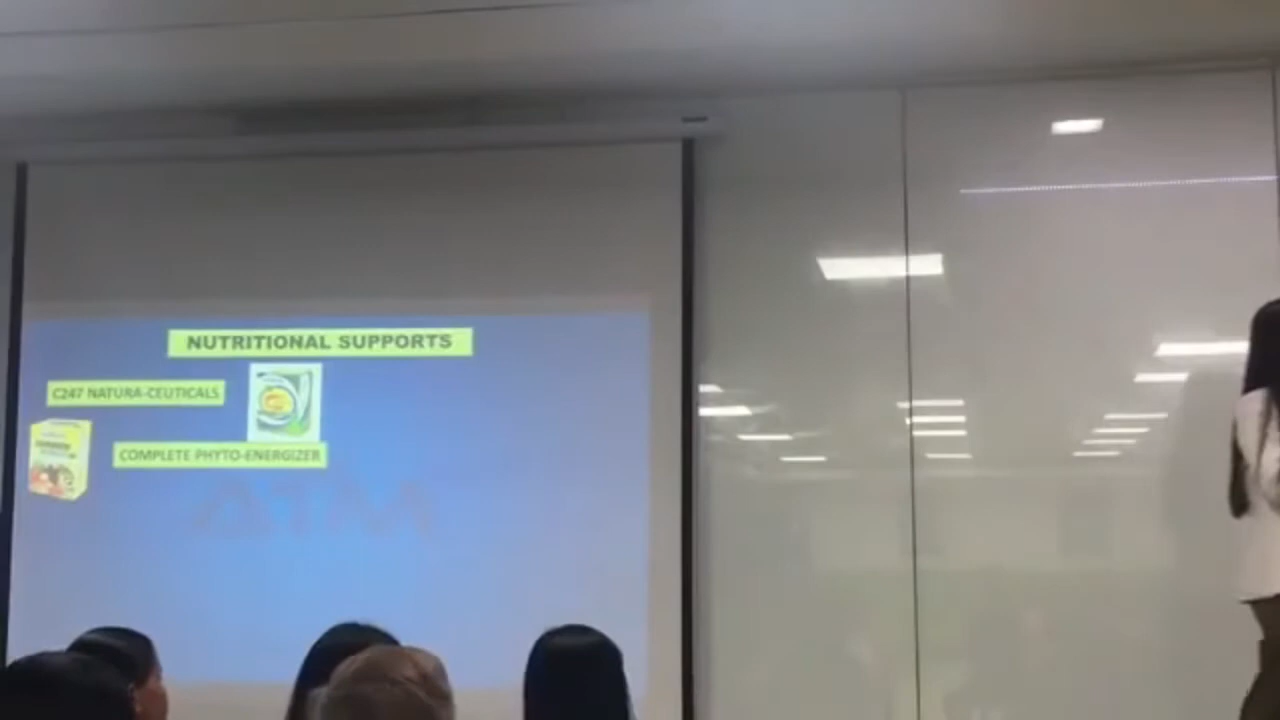 NUTRITIONAL SUPPORTS
C247 NATURA-CEUTICALS
COMPLETE PHYTO-ENERGIZER